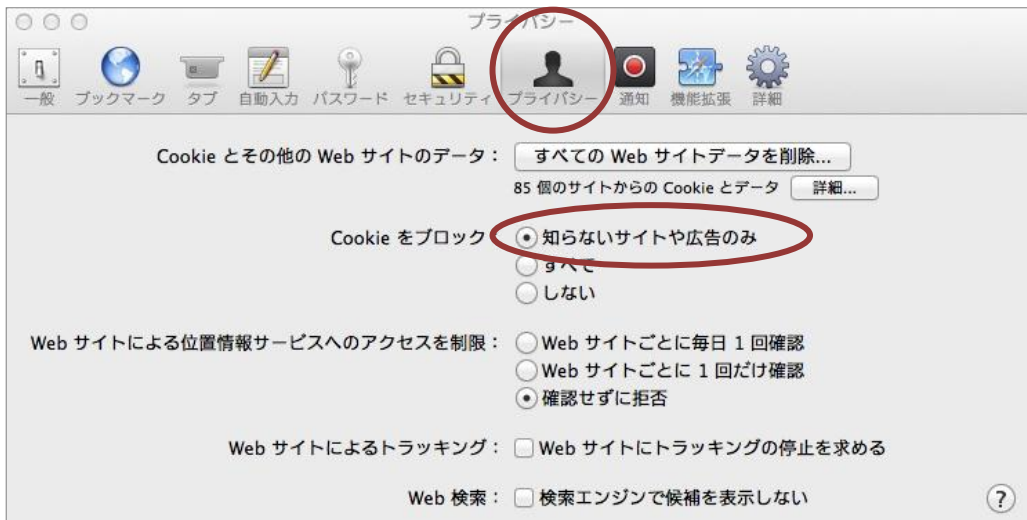 プライバシー
一般 ブックマーク タブ 自動入力 パスワード セキュリティ プライバシー 通知 機能拡張 詳細
Cookie とその他の Web サイトのデータ： すべての Web サイトデータを削除...
85 個のサイトからの Cookie とデータ 詳細...
Cookie をブロック 知らないサイトや広告のみ
すべて
しない
Web サイトによる位置情報サービスへのアクセスを制限： Web サイトごとに毎日 1 回確認
Web サイトごとに 1 回だけ確認
確認せずに拒否
Web サイトによるトラッキング： Web サイトにトラッキングの停止を求める
Web 検索： 検索エンジンで候補を表示しない ?